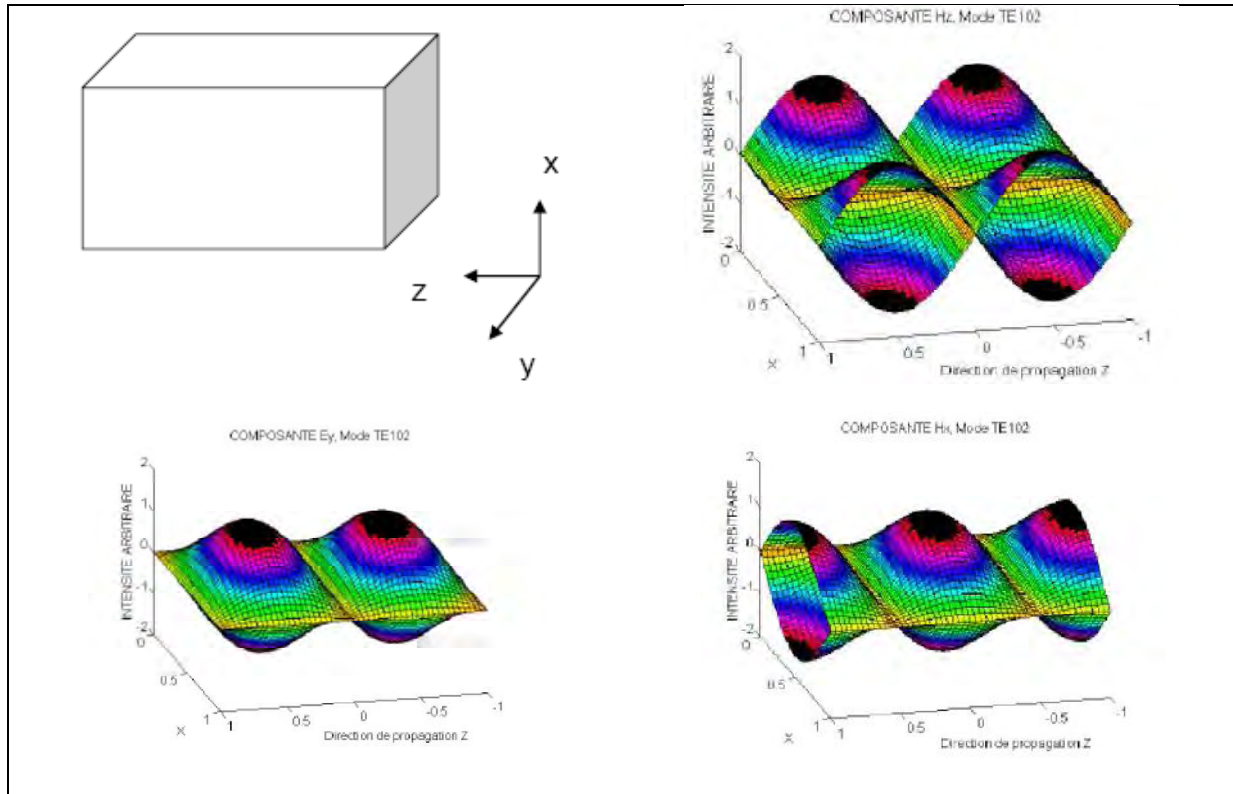 x
z
y
COMPOSANTE Hz, Mode TE102
INTENSITE ARBITRAIRE
2
1
0
-1
-2
0
0.5
1
X
1
0.5
0
-0.5
-1
Direction de propagation Z
COMPOSANTE Ey, Mode TE102
INTENSITE ARBITRAIRE
2
1
0
-1
-2
0
0.5
1
X
1
0.5
0
-0.5
-1
Direction de propagation Z
COMPOSANTE Hx, Mode TE102
INTENSITE ARBITRAIRE
2
1
0
-1
-2
0
0.5
1
X
1
0.5
0
-0.5
-1
Direction de propagation Z